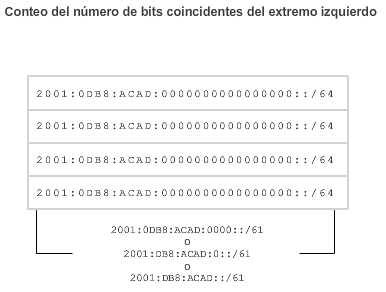 Conteo del número de bits coincidentes del extremo izquierdo
2001:0DB8:ACAD:0000000000000000::/64
2001:0DB8:ACAD:0000000000000000::/64
2001:0DB8:ACAD:0000000000000000::/64
2001:0DB8:ACAD:0000000000000000::/64
2001:0DB8:ACAD:0000::/61
O
2001:DB8:ACAD:0::/61
O
2001:DB8:ACAD::/61